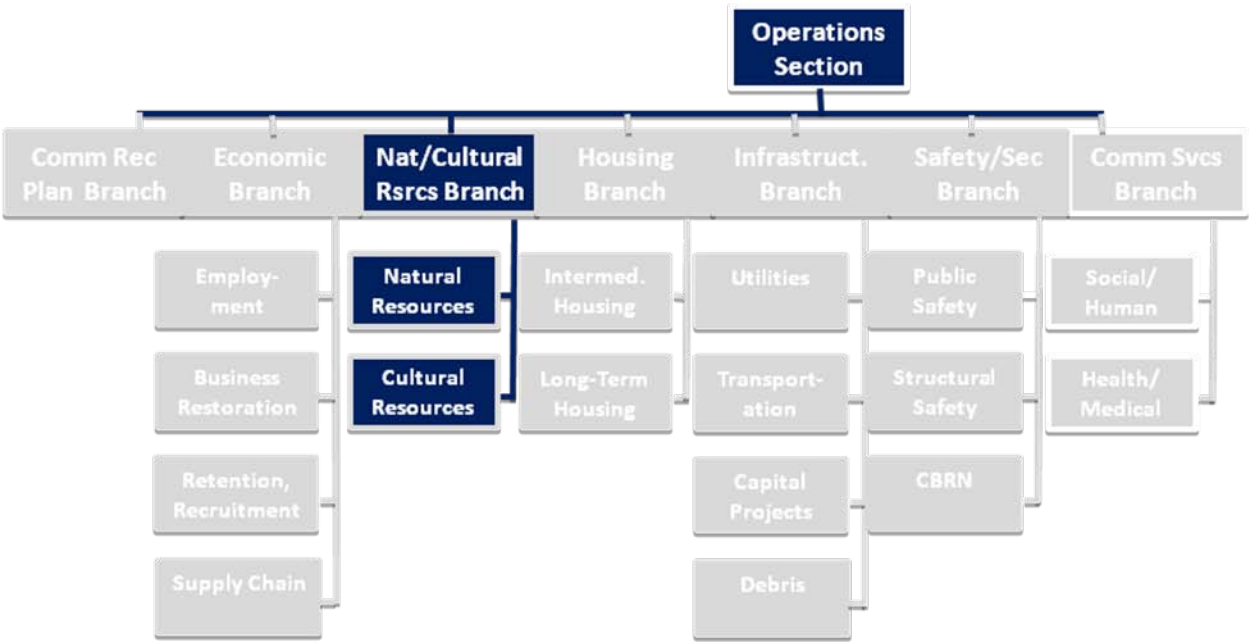 Operations
Section
Comm Rec
Plan Branch
Economic
Branch
Nat/Cultural
Rsrcs Branch
Housing
Branch
Infrastruct.
Branch
Safety/Sec
Branch
Comm Svcs
Branch
Employ-
ment
Natural
Resources
Intermed.
Housing
Utilities
Public
Safety
Social/
Human
Business
Restoration
Cultural
Resources
Long-Term
Housing
Transport-
ation
Structural
Safety
Health/
Medical
Retention,
Recruitment
Capital
Projects
CBRN
Supply Chain
Debris